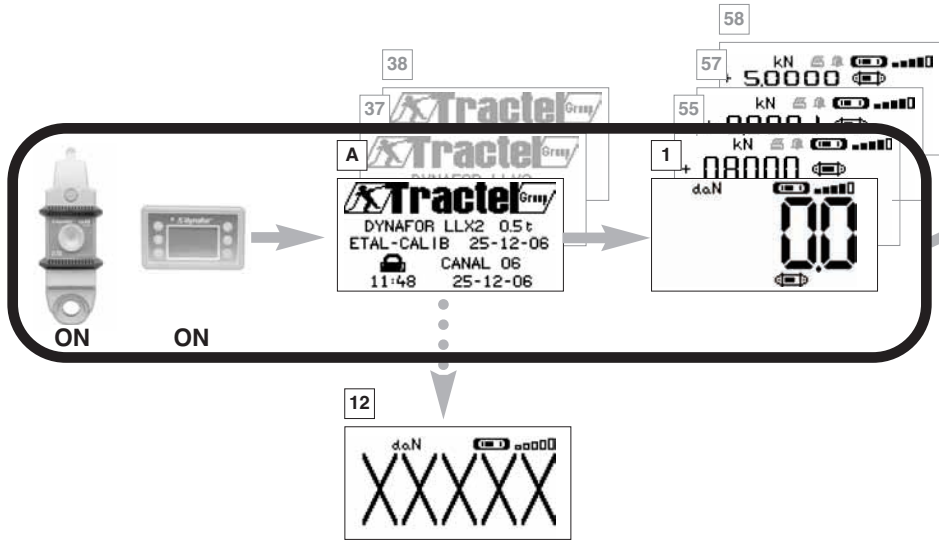 58
kN
+ 5.0000
57
kN
38
Tractel Group
37
Tractel
Group
55
kN
+
A
Tractel Group
DYNAFOR LLX2 0.5t
ETAL-CALIB 25-12-06
CANAL 06
11:48 25-12-06
1
daN
0.0
ON
ON
12
daN
XXXXX